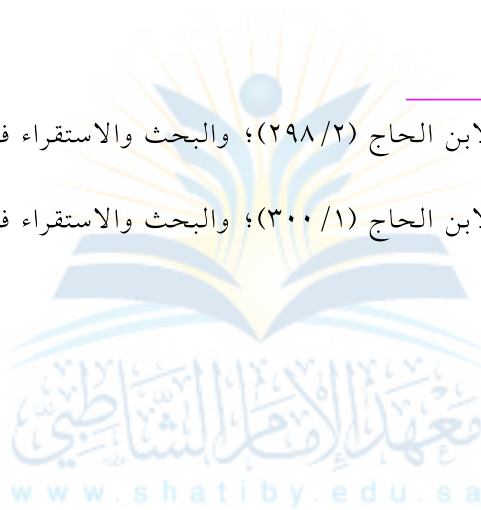 لابن الحاج (٢/ ٢٩٨)؛ والبحث والاستقراء ف
لابن الحاج (١/ ٣٠٠)؛ والبحث والاستقراء ف
معهد الإمام الشاطبي
www.shatiby.edu.sa